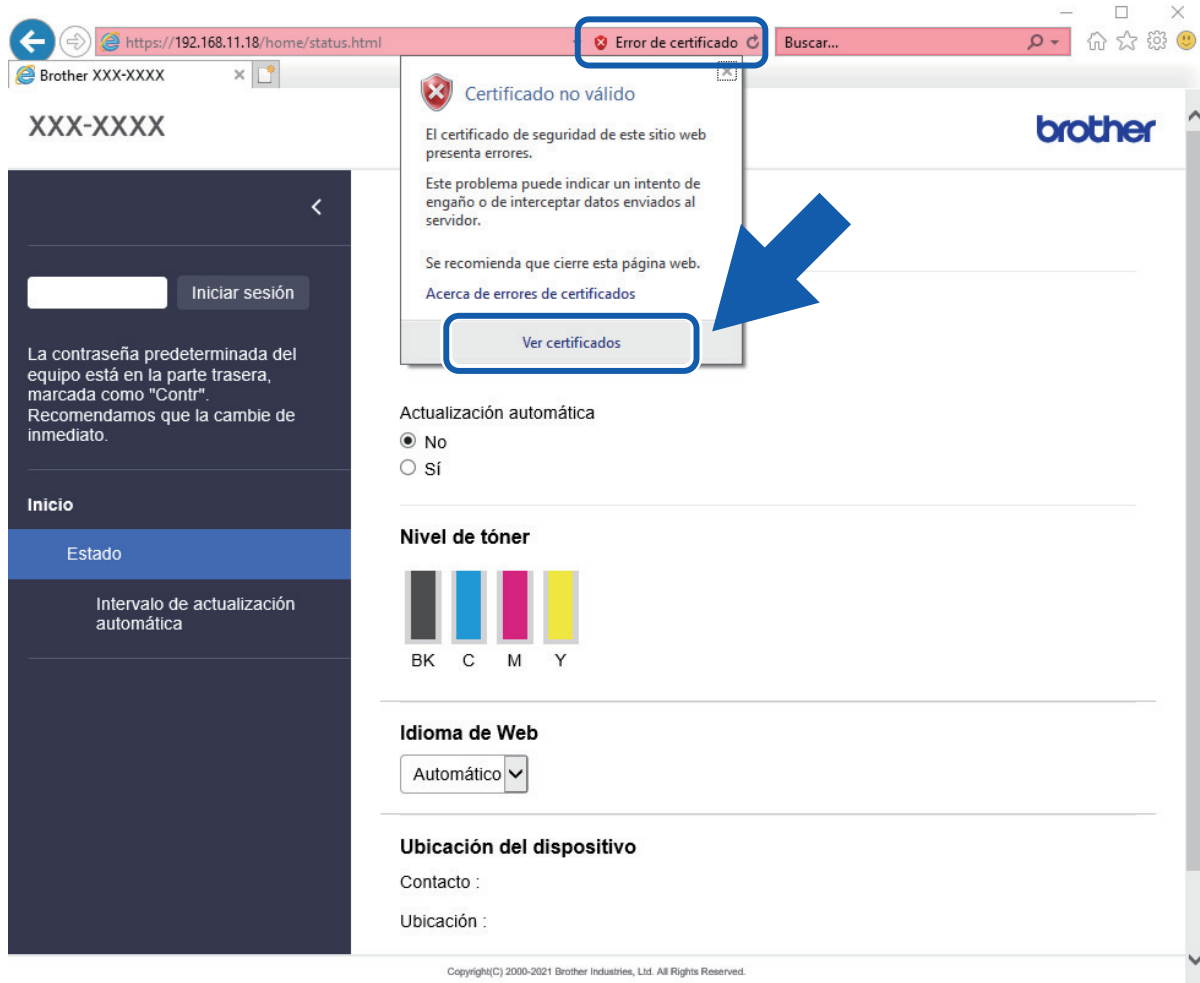 https://192.168.11.18/home/status.html
Error de certificado
Buscar...
Brother XXX-XXXX
XXX-XXXX
brother
Certificado no válido
El certificado de seguridad de este sitio web
presenta errores.
Este problema puede indicar un intento de
engaño o de interceptar datos enviados al
servidor.
Se recomienda que cierre esta página web.
Acerca de errores de certificados
Ver certificados
Iniciar sesión
La contraseña predeterminada del
equipo está en la parte trasera,
marcada como "Contr".
Recomendamos que la cambie de
inmediato.
Inicio
Estado
Intervalo de actualización
automática
Actualización automática
No
Sí
Nivel de tóner
BK C M Y
Idioma de Web
Automático
Ubicación del dispositivo
Contacto :
Ubicación :
Copyright(C) 2000-2021 Brother Industries, Ltd. All Rights Reserved.